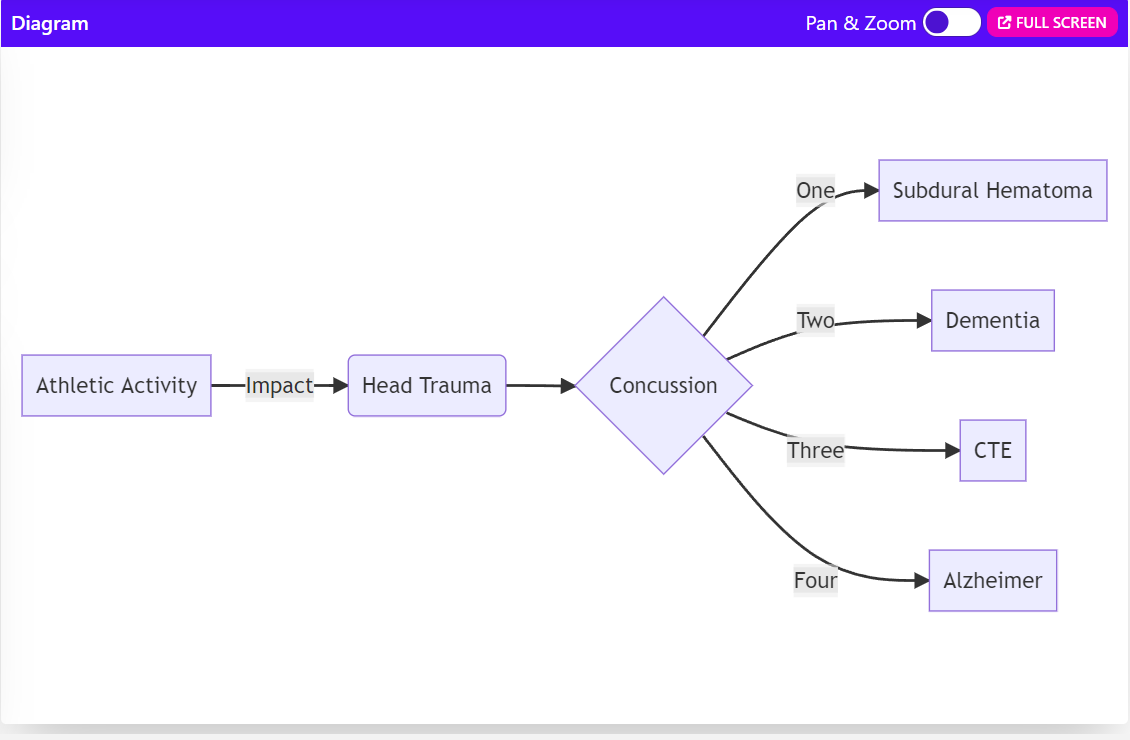 Diagram
Pan & Zoom
FULL SCREEN
One
Subdural Hematoma
Two
Dementia
Athletic Activity
Impact
Head Trauma
Concussion
Three
CTE
Four
Alzheimer